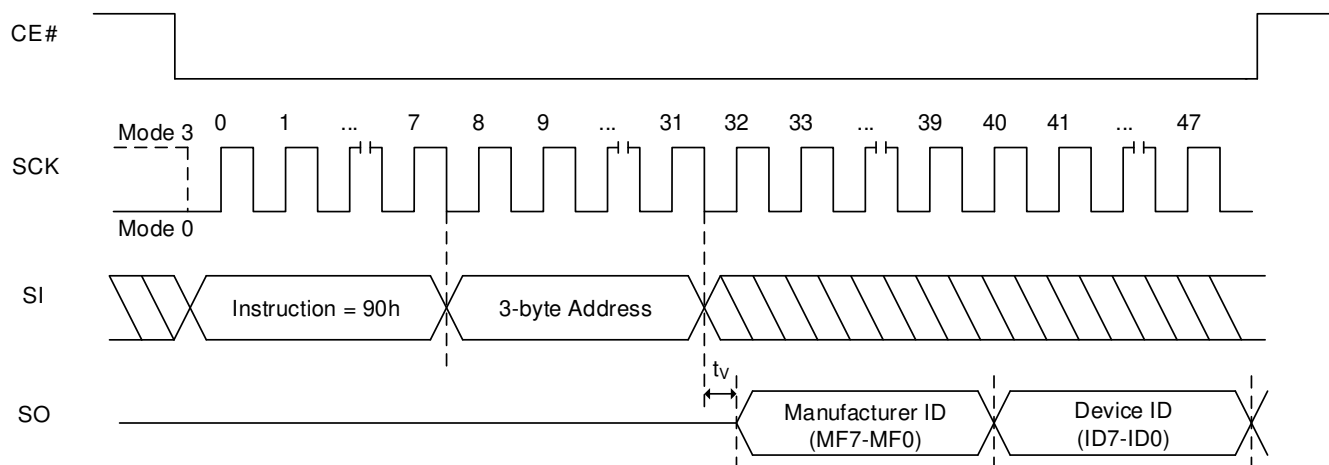 CE#
0 1 ... 7 8 9 ... 31 32 33 ... 39 40 41 ... 47
Mode 3
SCK
Mode 0
SI
Instruction = 90h
3-byte Address
tV
SO
Manufacturer ID
(MF7-MF0)
Device ID
(ID7-ID0)